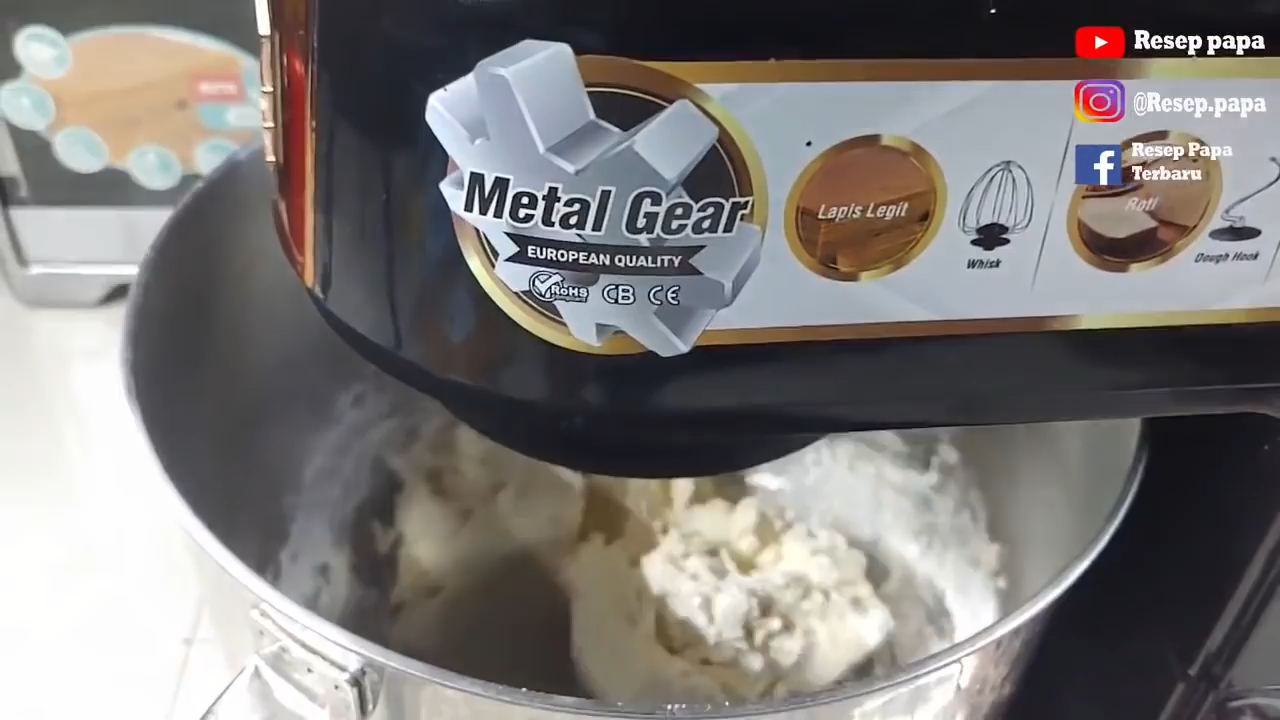 Resep papa
@Resep.papa
Resep Papa
Terbaru
Metal Gear
EUROPEAN QUALITY
RoHS
CB CE
Lapis Legit
Whisk
Roti
Dough Hook